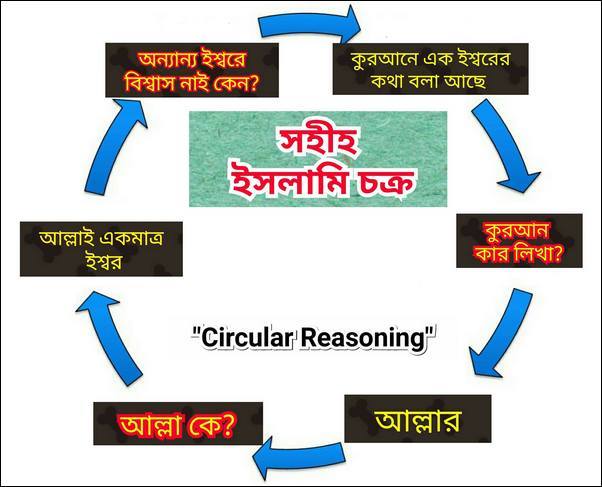 অন্যান্য ইশ্বরে
বিশ্বাস নাই কেন?
কুরআনে এক ইশ্বরের
কথা বলা আছে
সহীহ
ইসলামি চক্র
কুরআন
কার লিখা?
আল্লাই একমাত্র
ইশ্বর
"Circular Reasoning"
আল্লার
আল্লা কে?